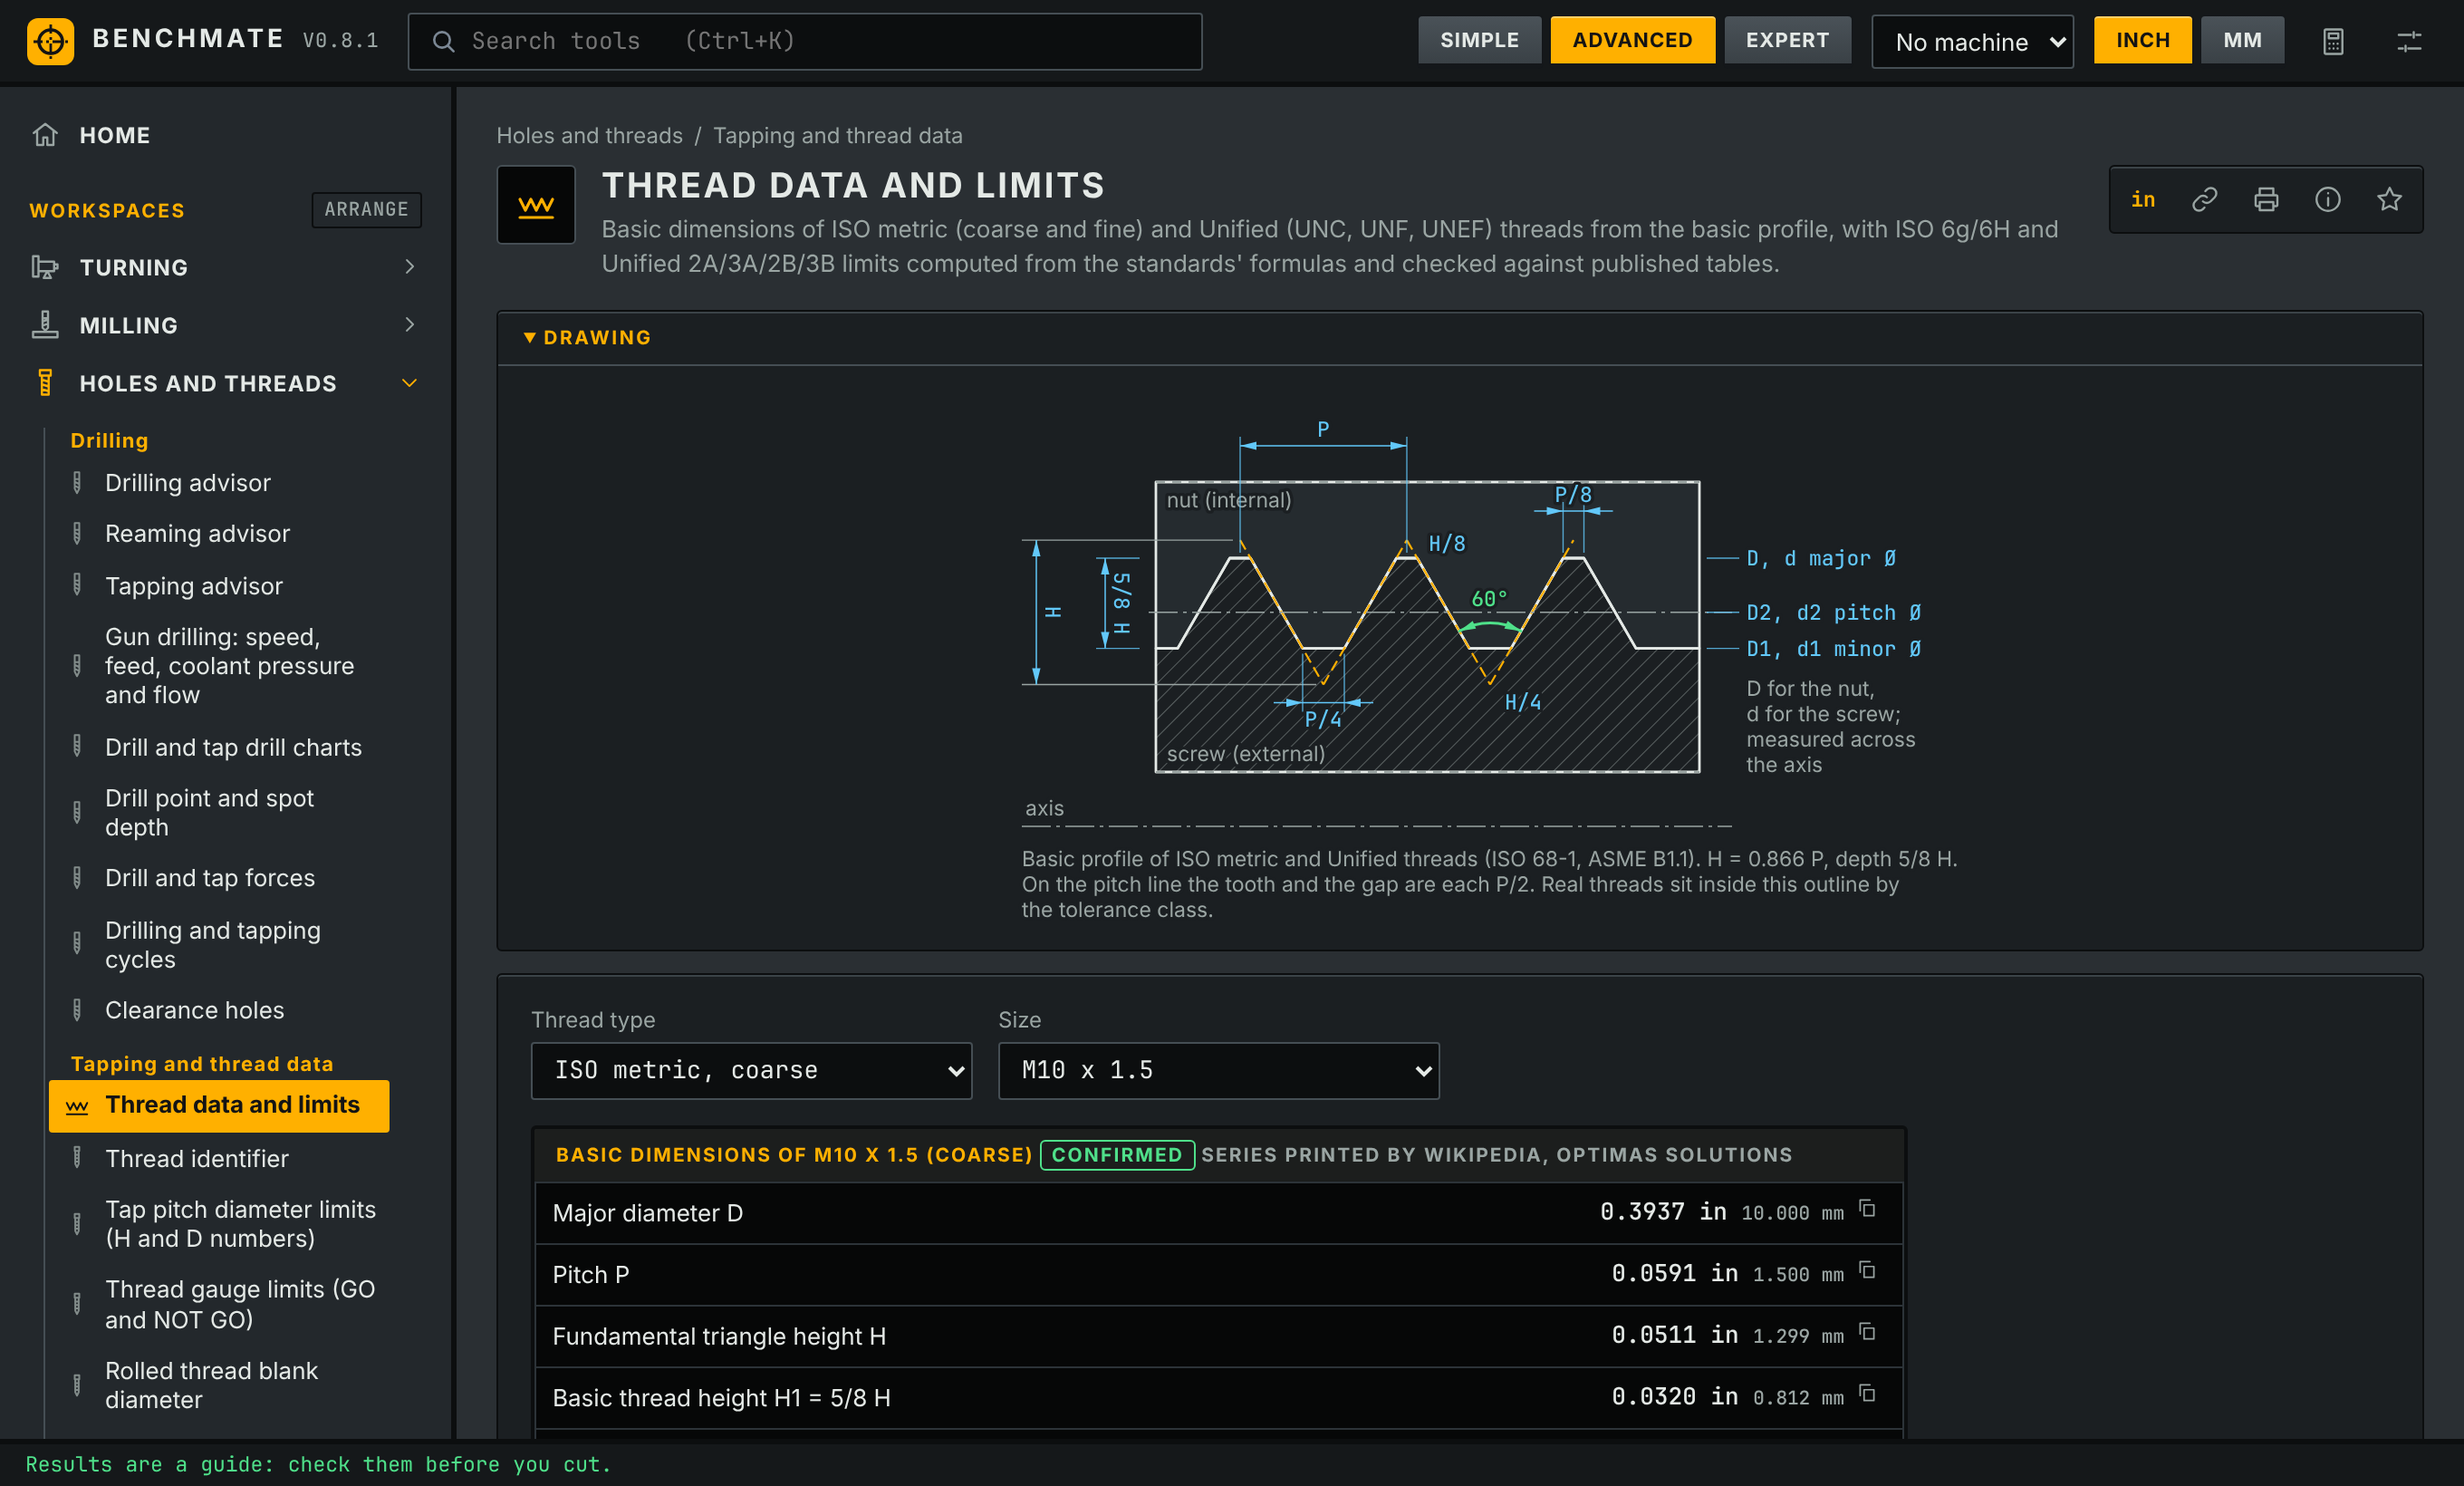 BENCHMATE V0.8.1
Search tools (Ctrl+K)
SIMPLE ADVANCED EXPERT
No machine
INCH MM
HOME
WORKSPACES ARRANGE
TURNING
MILLING
HOLES AND THREADS
Drilling
Drilling advisor
Reaming advisor
Tapping advisor
Gun drilling: speed,
feed, coolant pressure
and flow
Drill and tap drill charts
Drill point and spot
depth
Drill and tap forces
Drilling and tapping
cycles
Clearance holes
Tapping and thread data
Thread data and limits
Thread identifier
Tap pitch diameter limits
(H and D numbers)
Thread gauge limits (GO
and NOT GO)
Rolled thread blank
diameter
Holes and threads / Tapping and thread data
THREAD DATA AND LIMITS
in
Basic dimensions of ISO metric (coarse and fine) and Unified (UNC, UNF, UNEF) threads from the basic profile, with ISO 6g/6H and
Unified 2A/3A/2B/3B limits computed from the standards' formulas and checked against published tables.
DRAWING
P
nut (internal)
P/8
H/8
D, d major Ø
5/8 H
H
60°
D2, d2 pitch Ø
D1, d1 minor Ø
P/4
H/4
D for the nut,
d for the screw;
measured across
the axis
screw (external)
axis
Basic profile of ISO metric and Unified threads (ISO 68-1, ASME B1.1). H = 0.866 P, depth 5/8 H.
On the pitch line the tooth and the gap are each P/2. Real threads sit inside this outline by
the tolerance class.
Thread type
ISO metric, coarse
Size
M10 x 1.5
BASIC DIMENSIONS OF M10 X 1.5 (COARSE) CONFIRMED SERIES PRINTED BY WIKIPEDIA, OPTIMAS SOLUTIONS
Major diameter D 0.3937 in 10.000 mm
Pitch P 0.0591 in 1.500 mm
Fundamental triangle height H 0.0511 in 1.299 mm
Basic thread height H1 = 5/8 H 0.0320 in 0.812 mm
Results are a guide: check them before you cut.